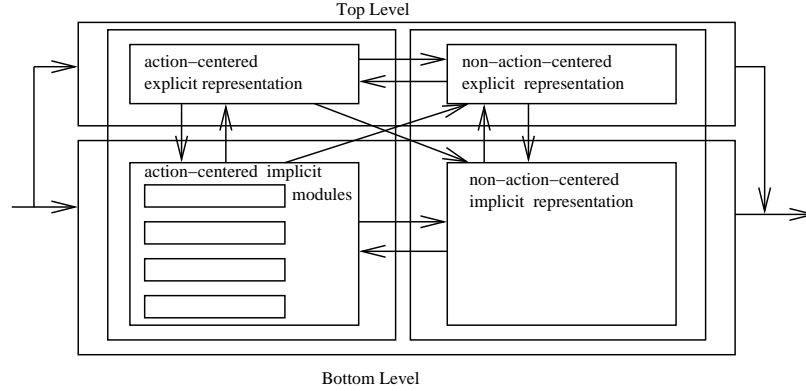 Top Level
action−centered
explicit representation
non−action−centered
explicit representation
action−centered implicit
modules
non−action−centered
implicit representation
Bottom Level